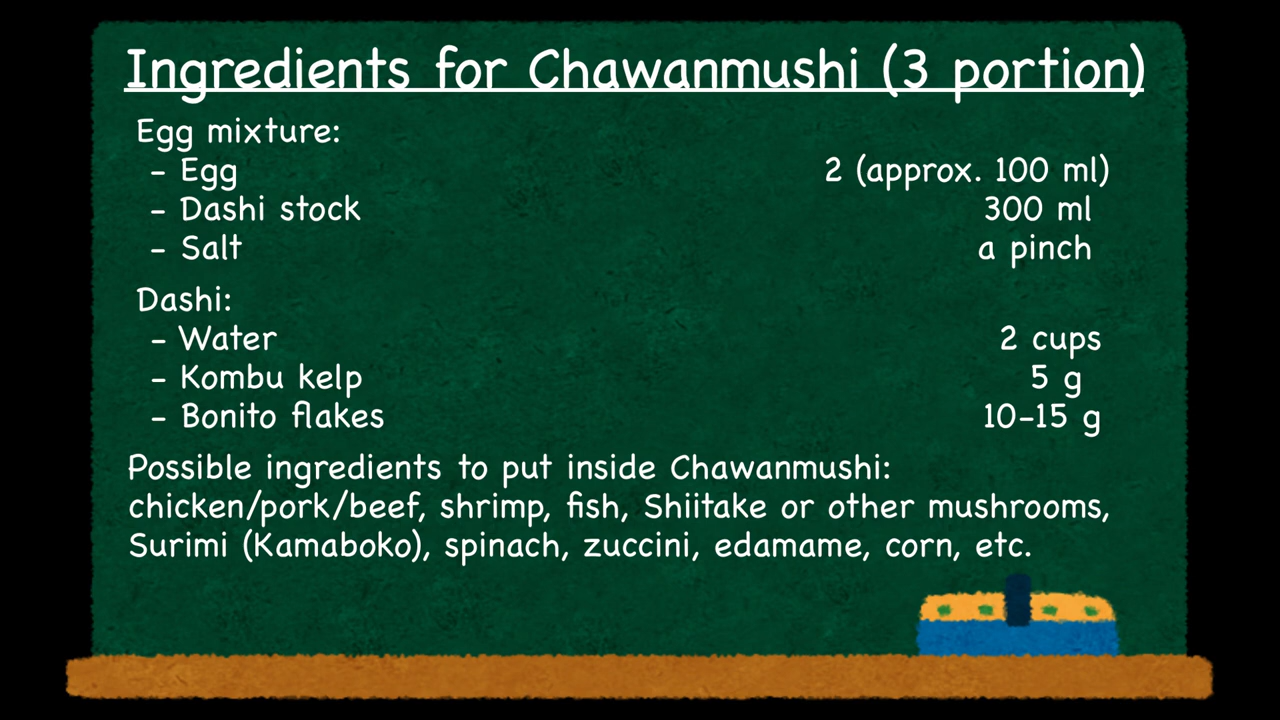 Ingredients for Chawanmushi (3 portion)
Egg mixture:
- Egg 2 (approx. 100 ml)
- Dashi stock 300 ml
- Salt a pinch
Dashi:
- Water 2 cups
- Kombu kelp 5 g
- Bonito flakes 10-15 g
Possible ingredients to put inside Chawanmushi:
chicken/pork/beef, shrimp, fish, Shiitake or other mushrooms,
Surimi (Kamaboko), spinach, zuccini, edamame, corn, etc.